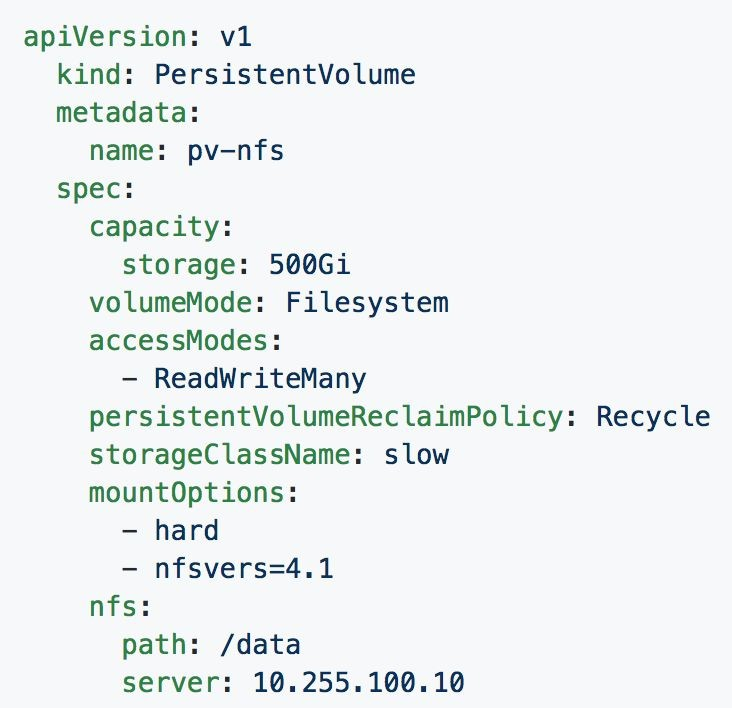 apiVersion: v1
  kind: PersistentVolume
  metadata:
    name: pv-nfs
  spec:
    capacity:
      storage: 500Gi
    volumeMode: Filesystem
    accessModes:
      - ReadWriteMany
    persistentVolumeReclaimPolicy: Recycle
    storageClassName: slow
    mountOptions:
      - hard
      - nfsvers=4.1
    nfs:
      path: /data
      server: 10.255.100.10